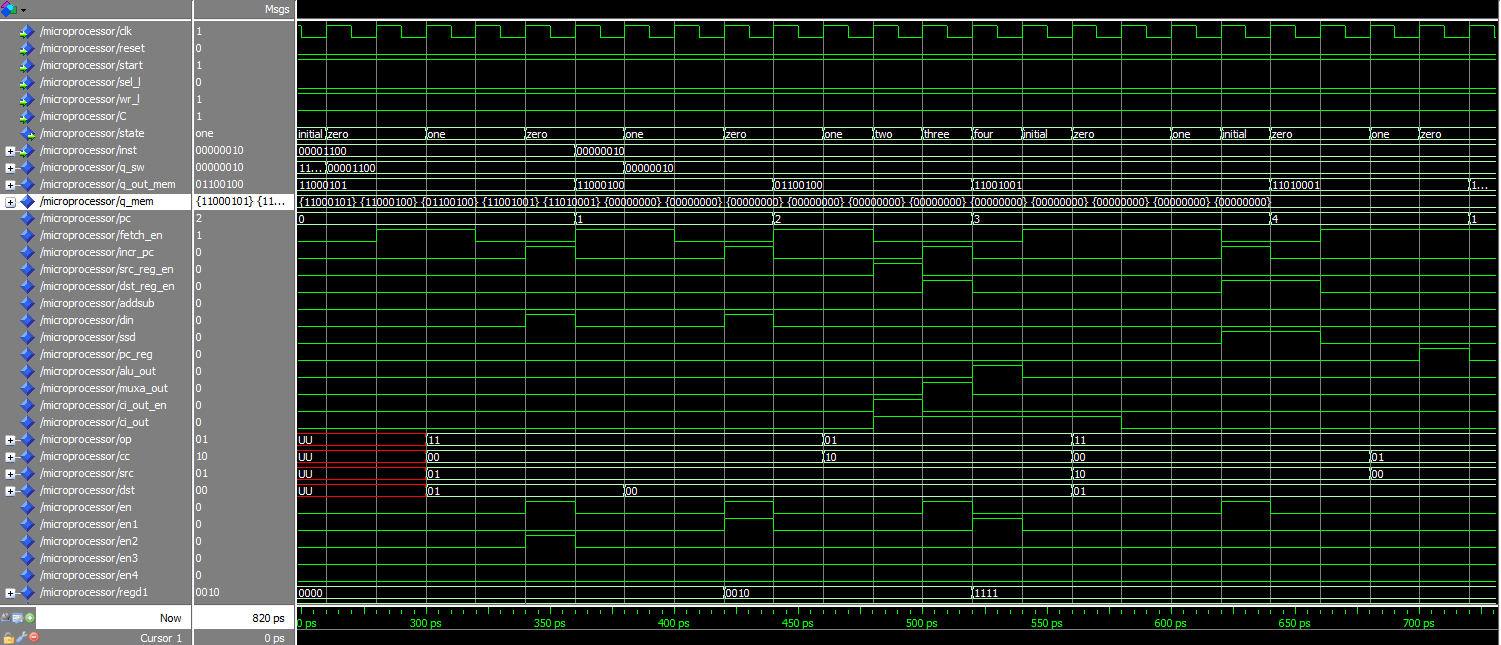 Msgs
/microprocessor/clk 1
/microprocessor/reset 0
/microprocessor/start 1
/microprocessor/sel_l 0
/microprocessor/wr_l 1
/microprocessor/C 1
/microprocessor/state one initial zero one zero one zero one two three four initial zero one initial zero one zero
/microprocessor/inst 00000010 00001100 00000010
/microprocessor/q_sw 00000010 11... 00001100 00000010
/microprocessor/q_out_mem 01100100 11000101 11000100 01100100 11001001 11010001 1...
/microprocessor/q_mem {11000101} {11... {11000101} {11000100} {01100100} {11001001} {11010001} {00000000} {00000000} {00000000} {00000000} {00000000} {00000000} {00000000} {00000000} {00000000} {00000000} {00000000}
/microprocessor/pc 2 0 1 2 3 4 1
/microprocessor/fetch_en 1
/microprocessor/incr_pc 0
/microprocessor/src_reg_en 0
/microprocessor/dst_reg_en 0
/microprocessor/addsub 0
/microprocessor/din 0
/microprocessor/ssd 0
/microprocessor/pc_reg 0
/microprocessor/alu_out 0
/microprocessor/muxa_out 0
/microprocessor/ci_out_en 0
/microprocessor/ci_out 0
/microprocessor/op 01 UU 11 01 11
/microprocessor/cc 10 UU 00 10 00 01
/microprocessor/src 01 UU 01 10 00
/microprocessor/dst 00 UU 01 00 01
/microprocessor/en 0
/microprocessor/en1 0
/microprocessor/en2 0
/microprocessor/en3 0
/microprocessor/en4 0
/microprocessor/regd1 0010 0000 0010 1111
Now 820 ps 0 ps 300 ps 350 ps 400 ps 450 ps 500 ps 550 ps 600 ps 650 ps 700 ps
Cursor 1 0 ps